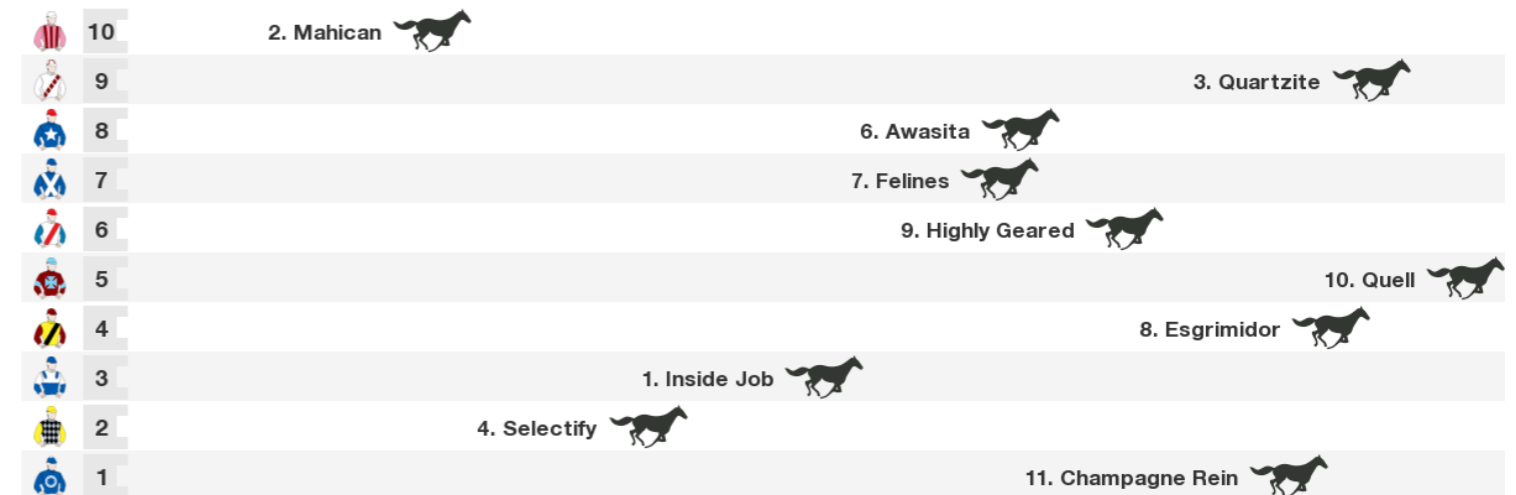 10 2. Mahican
9 3. Quartzite
8 6. Awasita
7 7. Felines
6 9. Highly Geared
5 10. Quell
4 8. Esgrimidor
3 1. Inside Job
2 4. Selectify
1 11. Champagne Rein